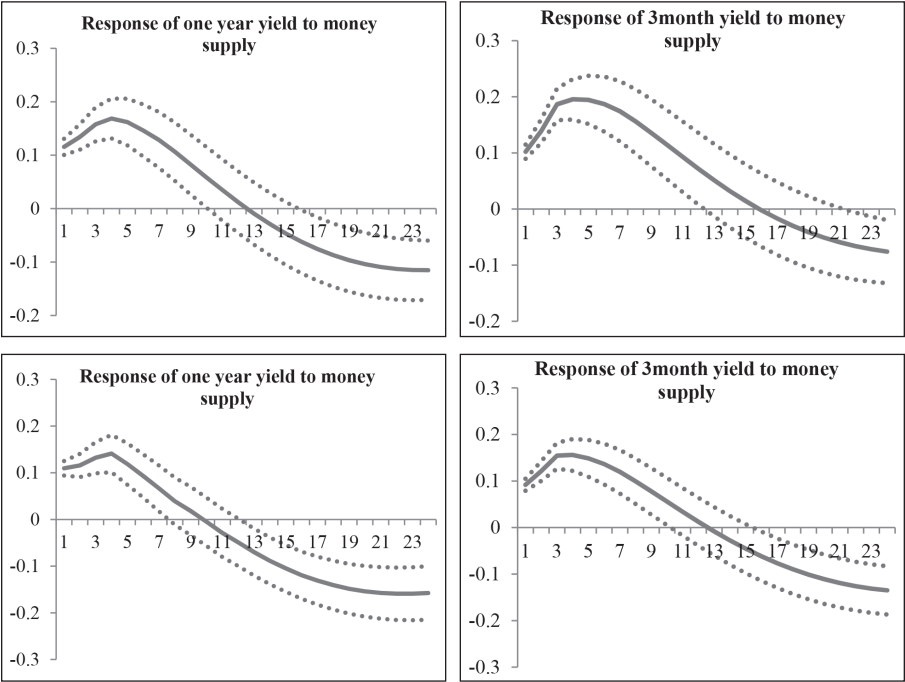 Response of one year yield to money
supply
0.3
0.2
0.1
0
-0.1
-0.2
1 3 5 7 9 11 13 15 17 19 21 23
Response of 3month yield to money
supply
0.3
0.2
0.1
0
-0.1
-0.2
1 3 5 7 9 11 13 15 17 19 21 23
Response of one year yield to money
supply
0.3
0.2
0.1
0
-0.1
-0.2
-0.3
1 3 5 7 9 11 13 15 17 19 21 23
Response of 3month yield to money
supply
0.3
0.2
0.1
0
-0.1
-0.2
-0.3
1 3 5 7 9 11 13 15 17 19 21 23